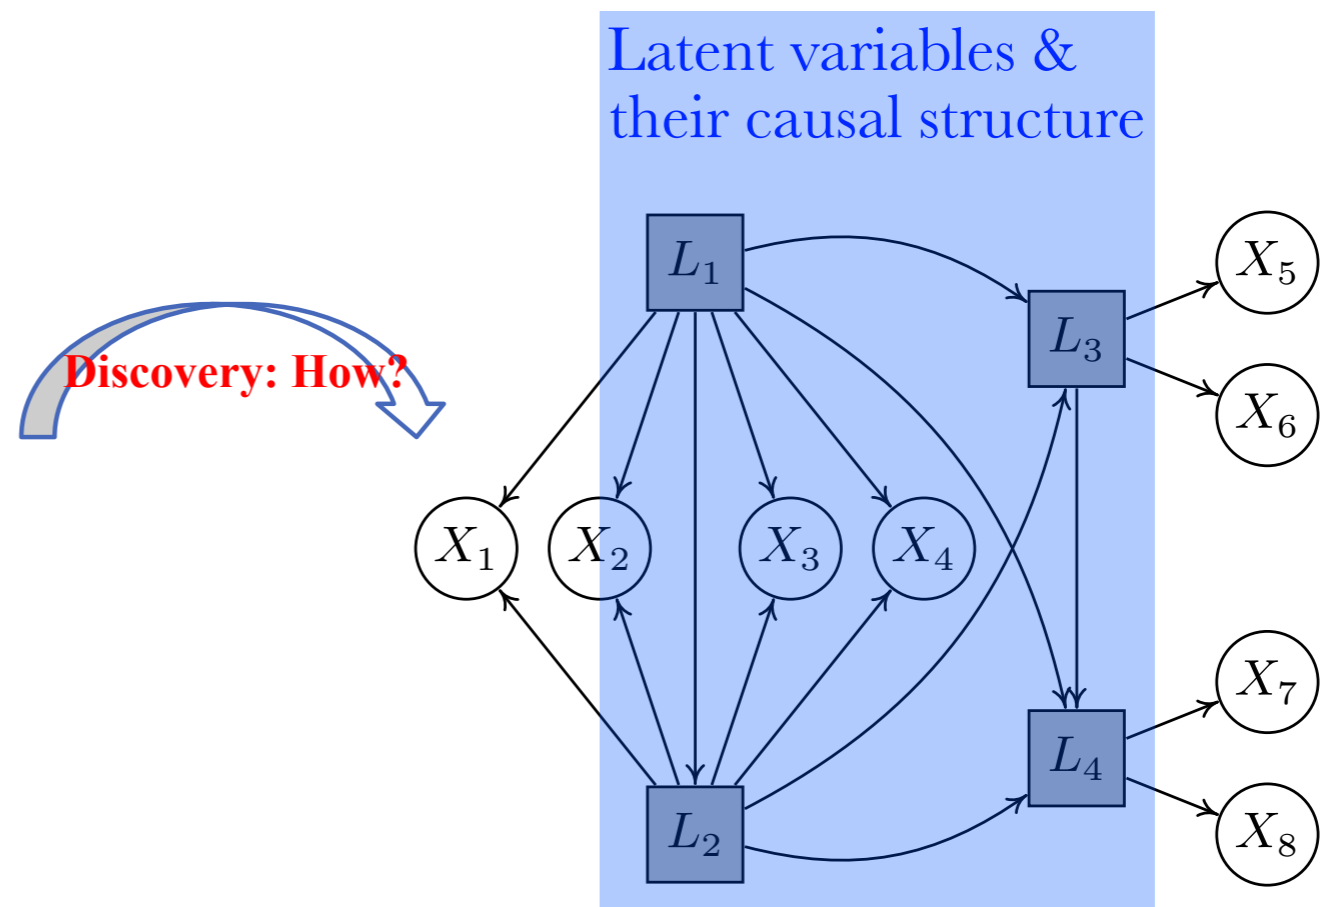 Latent variables &
their causal structure
Discovery: How?
L₁
L₃
X₅
X₆
X₁
X₂
X₃
X₄
L₂
L₄
X₇
X₈